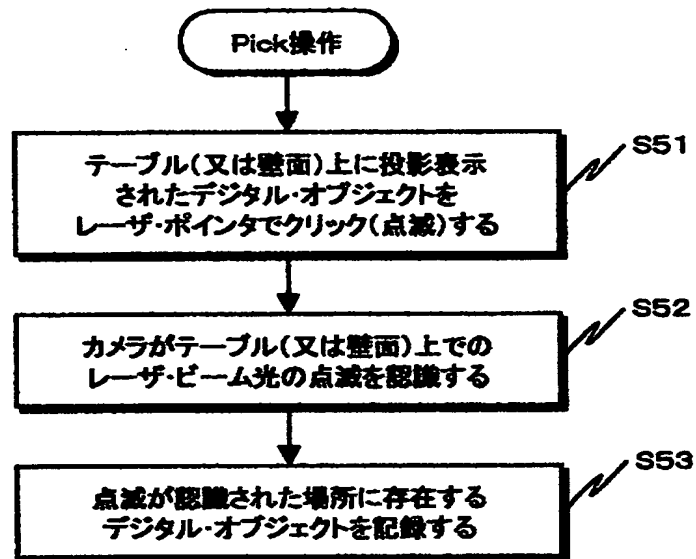 Pick操作
テーブル(又は壁面)上に投影表示
されたデジタル・オブジェクトを
レーザ・ポインタでクリック(点滅)する
S51
カメラがテーブル(又は壁面)上での
レーザ・ビーム光の点滅を認識する
S52
点滅が認識された場所に存在する
デジタル・オブジェクトを記録する
S53